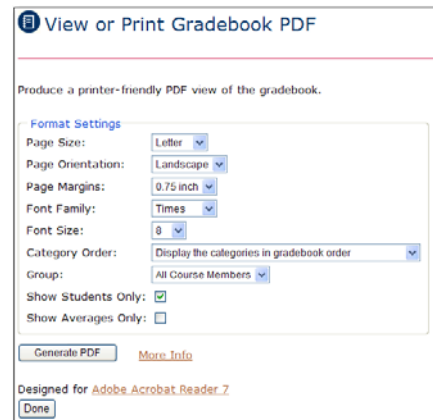 View or Print Gradebook PDF
Produce a printer-friendly PDF view of the gradebook.
Format Settings
Page Size: Letter
Page Orientation: Landscape
Page Margins: 0.75 inch
Font Family: Times
Font Size: 8
Category Order: Display the categories in gradebook order
Group: All Course Members
Show Students Only:
Show Averages Only:
Generate PDF More Info
Designed for Adobe Acrobat Reader 7
Done